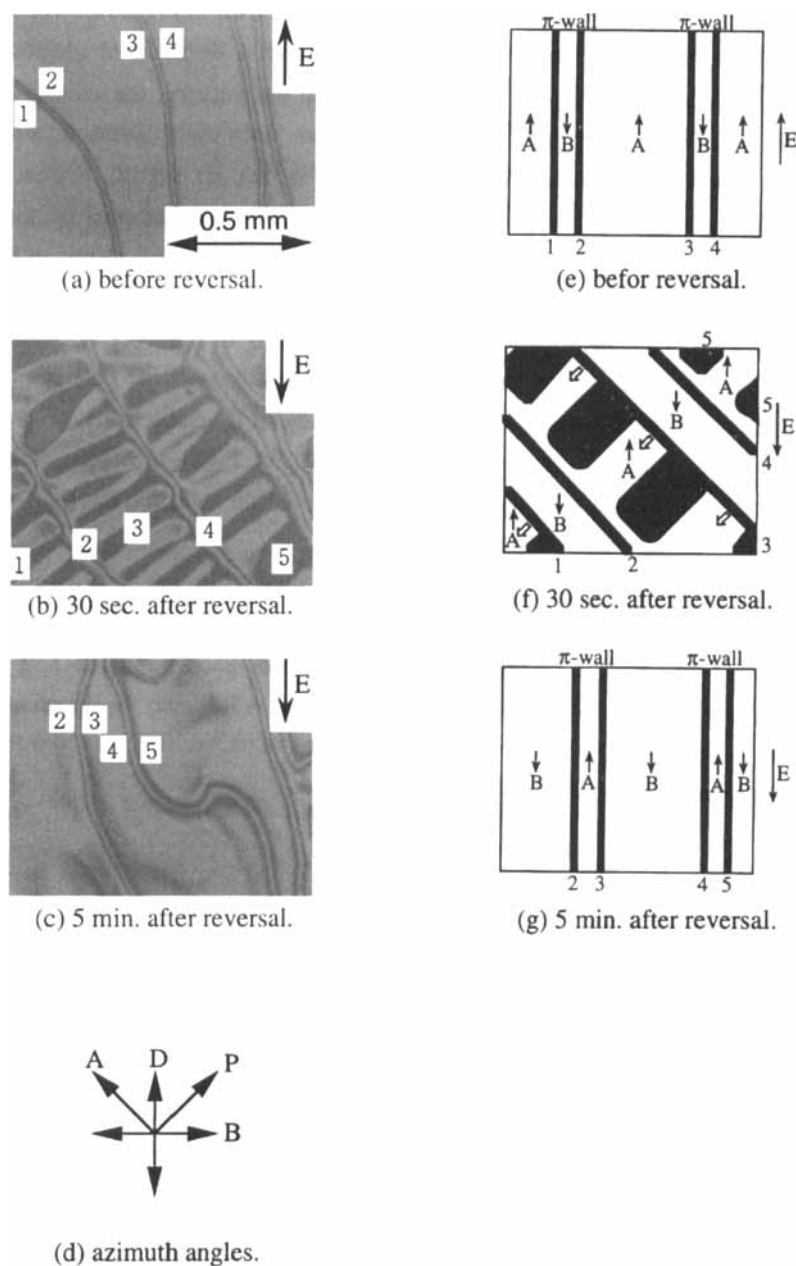 3 4
E
2
1
0.5 mm
(a) before reversal.
π-wall π-wall
A B A B A
E
1 2 3 4
(e) befor reversal.
E
1 2 3 4 5
(b) 30 sec. after reversal.
5
A
B
5
E
A
4
B
A
3
1 2
(f) 30 sec. after reversal.
E
2 3
4 5
(c) 5 min. after reversal.
π-wall π-wall
B A B A B
E
2 3 4 5
(g) 5 min. after reversal.
A D P
B
(d) azimuth angles.